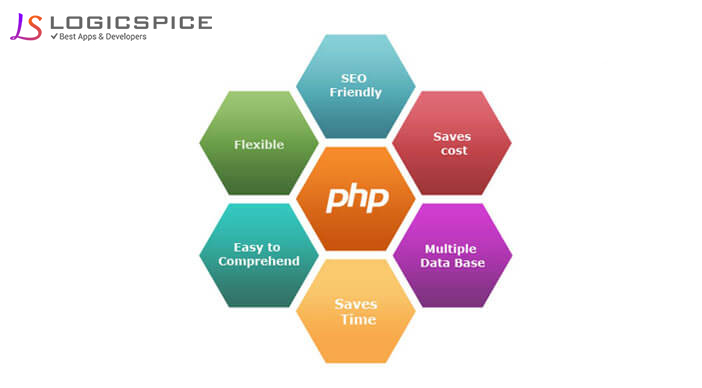 LS LOGICSPICE
Best Apps & Developers
SEO
Friendly
Flexible
Saves
cost
php
Easy to
Comprehend
Multiple
Data Base
Saves
Time